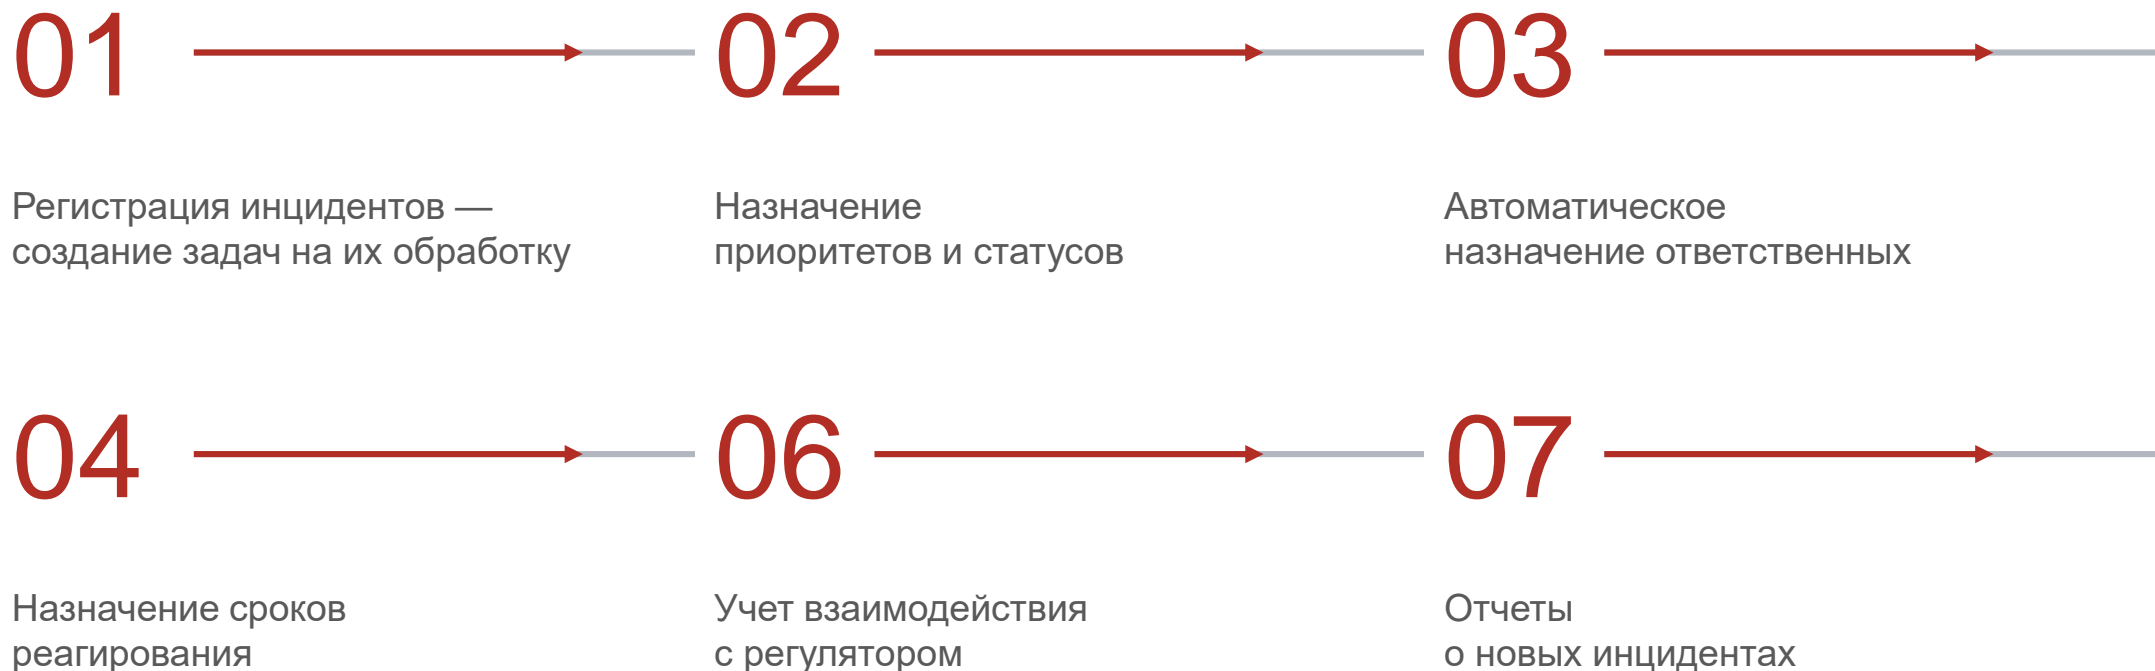 01
02
03
Регистрация инцидентов —
создание задач на их обработку
Назначение
приоритетов и статусов
Автоматическое
назначение ответственных
04
06
07
Назначение сроков
реагирования
Учет взаимодействия
с регулятором
Отчеты
о новых инцидентах